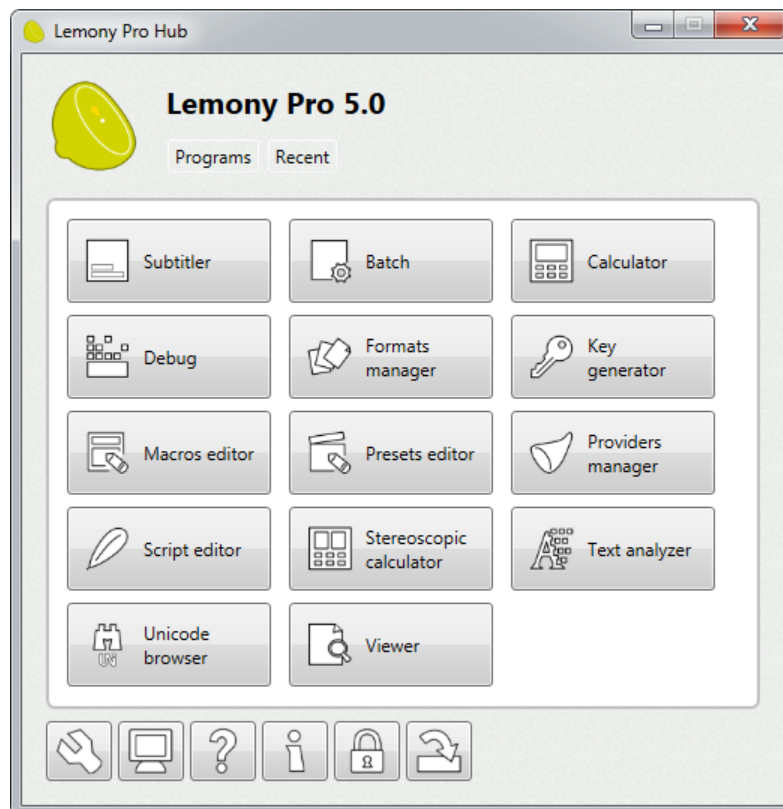 Lemony Pro Hub
Lemony Pro 5.0
Programs Recent
Subtitler
Batch
Calculator
Debug
Formats
manager
Key
generator
Macros editor
Presets editor
Providers
manager
Script editor
Stereoscopic
calculator
Text analyzer
Unicode
browser
Viewer